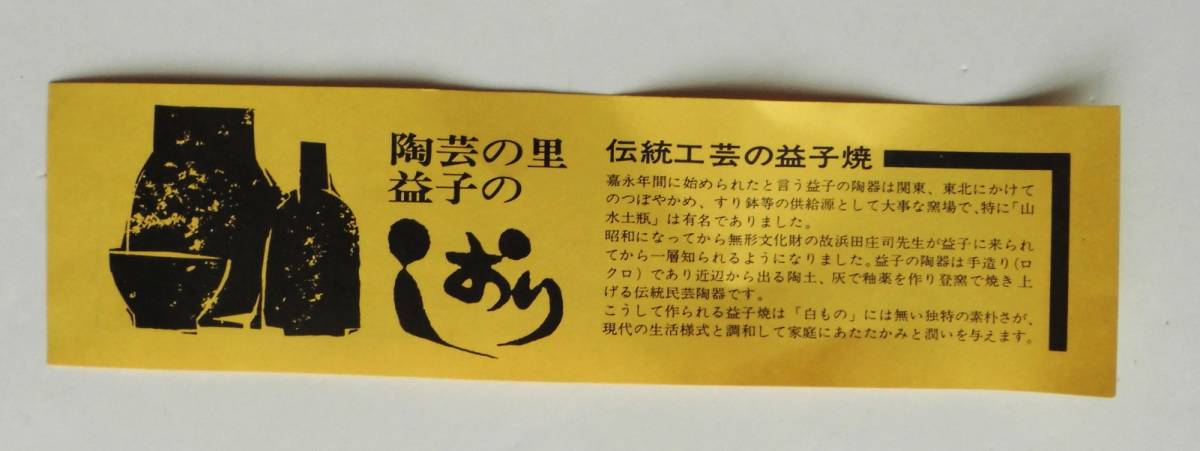 陶芸の里
益子の
しおり
伝統工芸の益子焼
嘉永年間に始められたと言う益子の陶器は関東、東北にかけて
のつぼやかめ、すり鉢等の供給源として大事な窯場で、特に「山
水土瓶」は有名でありました。
昭和になってから無形文化財の故浜田庄司先生が益子に来られ
てから一層知られるようになりました。益子の陶器は手造り(ロ
クロ)であり近辺から出る陶土、灰で釉薬を作り登窯で焼き上
げる伝統民芸陶器です。
こうして作られる益子焼は「白もの」には無い独特の素朴さが、
現代の生活様式と調和して家庭にあたたかみと潤いを与えます。